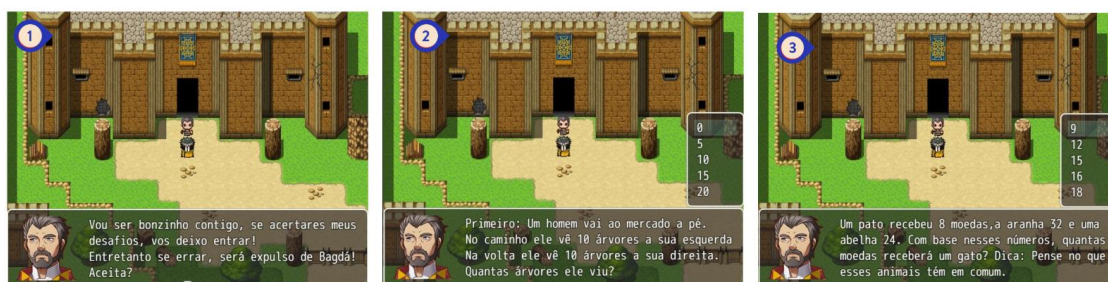 1
Vou ser bonzinho contigo, se acertares meus
desafios, vos deixo entrar!
Entretanto se errar, será expulso de Bagdá!
Aceita?
2
0
5
10
15
20
Primeiro: Um homem vai ao mercado a pé.
No caminho ele vê 10 árvores a sua esquerda
Na volta ele vê 10 árvores a sua direita.
Quantas árvores ele viu?
3
9
12
15
16
18
Um pato recebeu 8 moedas,a aranha 32 e uma
abelha 24. Com base nesses números, quantas
moedas receberá um gato? Dica: Pense no que
esses animais têm em comum.